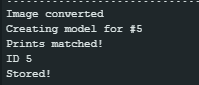 Image converted
Creating model for #5
Prints matched!
ID 5
Stored!